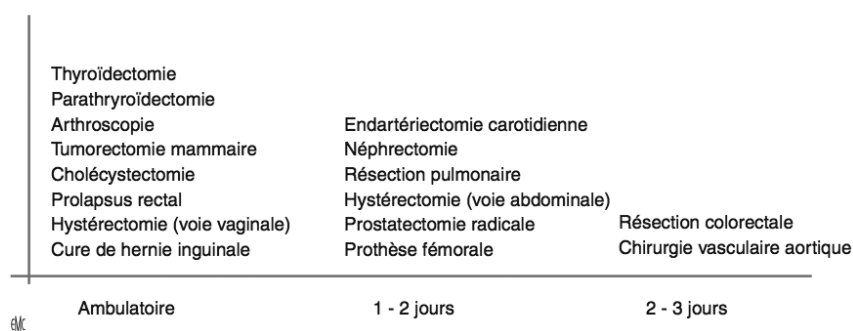 Thyroïdectomie
Parathryroïdectomie
Arthroscopie
Tumorectomie mammaire
Cholécystectomie
Prolapsus rectal
Hystérectomie (voie vaginale)
Cure de hernie inguinale
Endartériectomie carotidienne
Néphrectomie
Résection pulmonaire
Hystérectomie (voie abdominale)
Prostatectomie radicale
Prothèse fémorale
Résection colorectale
Chirurgie vasculaire aortique
Ambulatoire
1 - 2 jours
2 - 3 jours
EMC